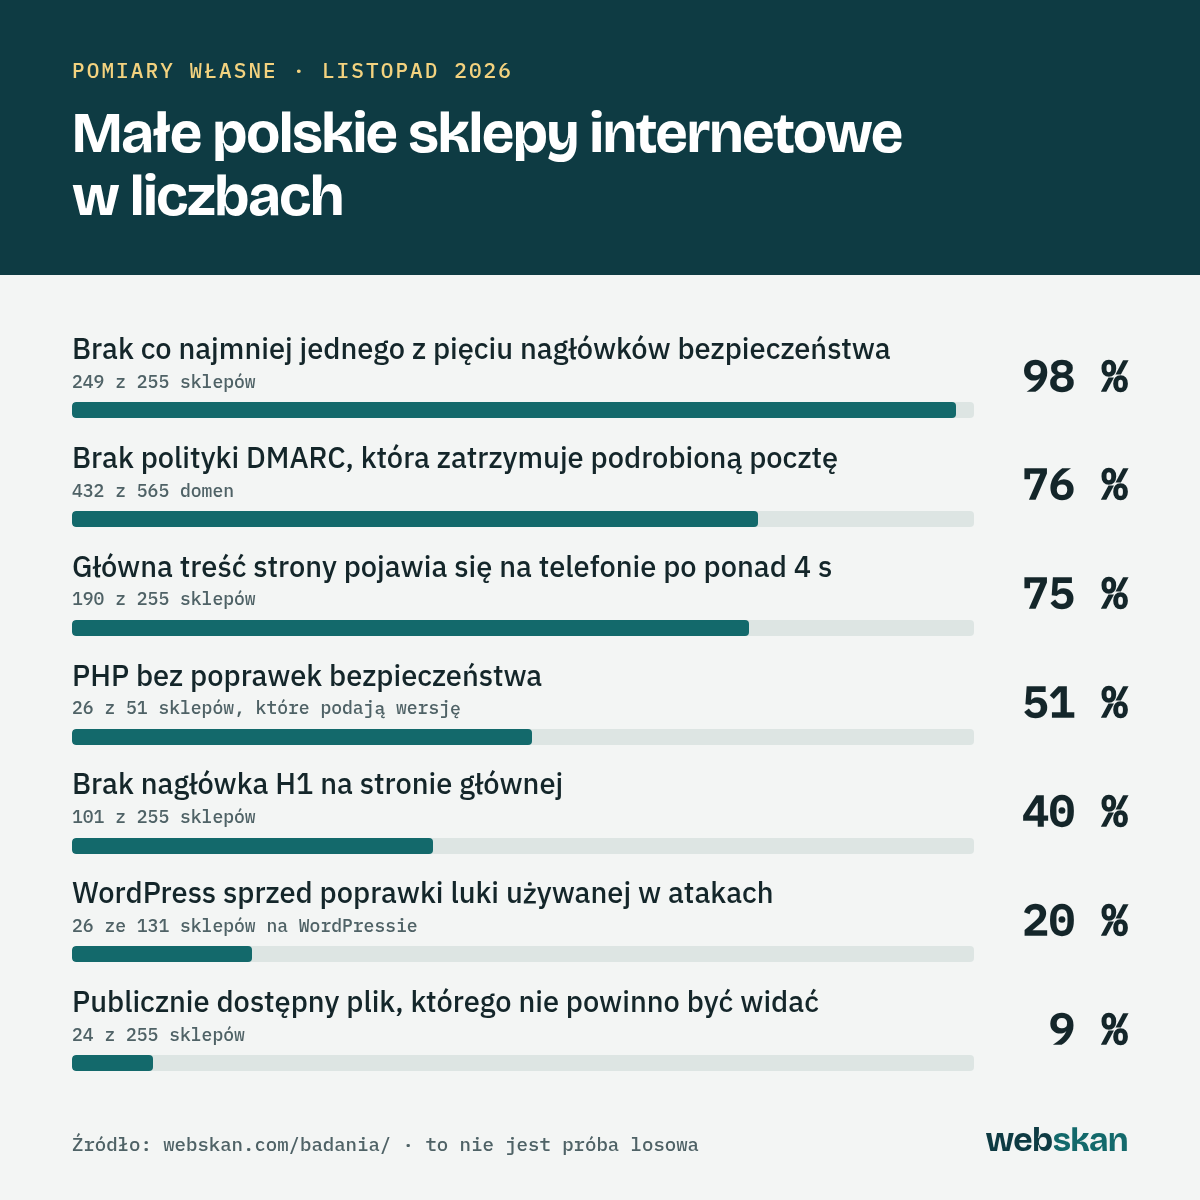 POMIARY WŁASNE · LISTOPAD 2026
Małe polskie sklepy internetowe
w liczbach
Brak co najmniej jednego z pięciu nagłówków bezpieczeństwa
249 z 255 sklepów
98 %
Brak polityki DMARC, która zatrzymuje podrobioną pocztę
432 z 565 domen
76 %
Główna treść strony pojawia się na telefonie po ponad 4 s
190 z 255 sklepów
75 %
PHP bez poprawek bezpieczeństwa
26 z 51 sklepów, które podają wersję
51 %
Brak nagłówka H1 na stronie głównej
101 z 255 sklepów
40 %
WordPress sprzed poprawki luki używanej w atakach
26 ze 131 sklepów na WordPressie
20 %
Publicznie dostępny plik, którego nie powinno być widać
24 z 255 sklepów
9 %
Źródło: webskan.com/badania/ · to nie jest próba losowa
webskan